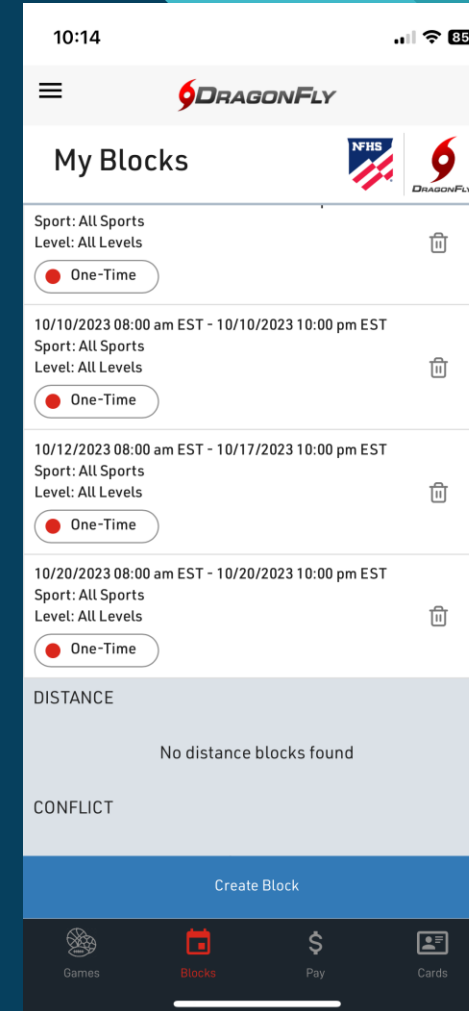 10:14
85
DRAGONFLY
My Blocks
NFHS
DRAGONFLY
Sport: All Sports
Level: All Levels
One-Time
10/10/2023 08:00 am EST - 10/10/2023 10:00 pm EST
Sport: All Sports
Level: All Levels
One-Time
10/12/2023 08:00 am EST - 10/17/2023 10:00 pm EST
Sport: All Sports
Level: All Levels
One-Time
10/20/2023 08:00 am EST - 10/20/2023 10:00 pm EST
Sport: All Sports
Level: All Levels
One-Time
DISTANCE
No distance blocks found
CONFLICT
Create Block
Games
Blocks
Pay
Cards